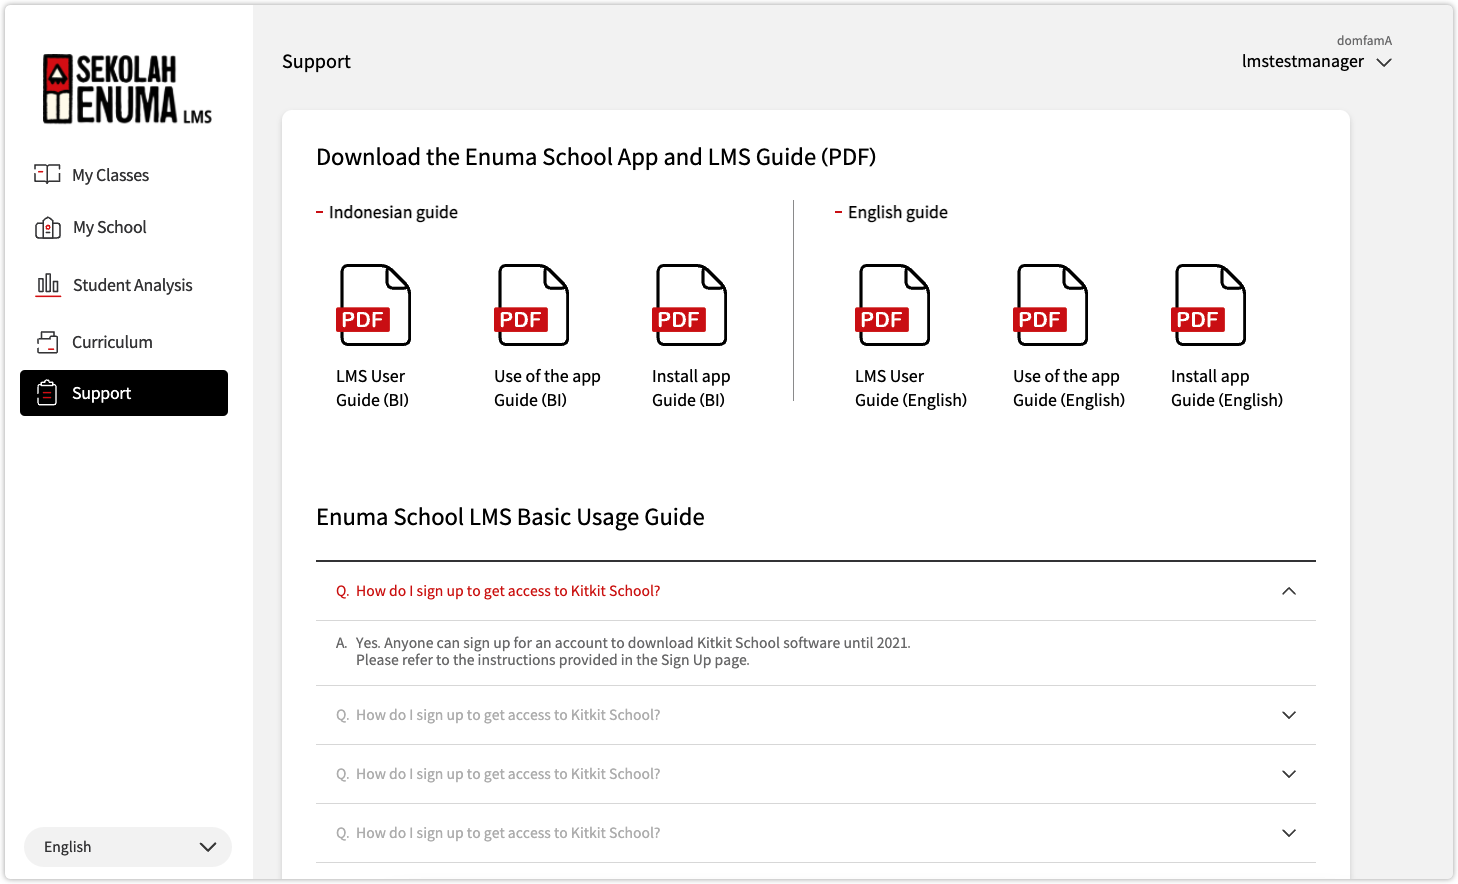 SEKOLAH
ENUMA LMS
My Classes
My School
Student Analysis
Curriculum
Support
English
Support
domfamA
lmstestmanager
Download the Enuma School App and LMS Guide (PDF)
Indonesian guide
PDF
LMS User
Guide (BI)
PDF
Use of the app
Guide (BI)
PDF
Install app
Guide (BI)
English guide
PDF
LMS User
Guide (English)
PDF
Use of the app
Guide (English)
PDF
Install app
Guide (English)
Enuma School LMS Basic Usage Guide
Q. How do I sign up to get access to Kitkit School?
A. Yes. Anyone can sign up for an account to download Kitkit School software until 2021.
Please refer to the instructions provided in the Sign Up page.
Q. How do I sign up to get access to Kitkit School?
Q. How do I sign up to get access to Kitkit School?
Q. How do I sign up to get access to Kitkit School?